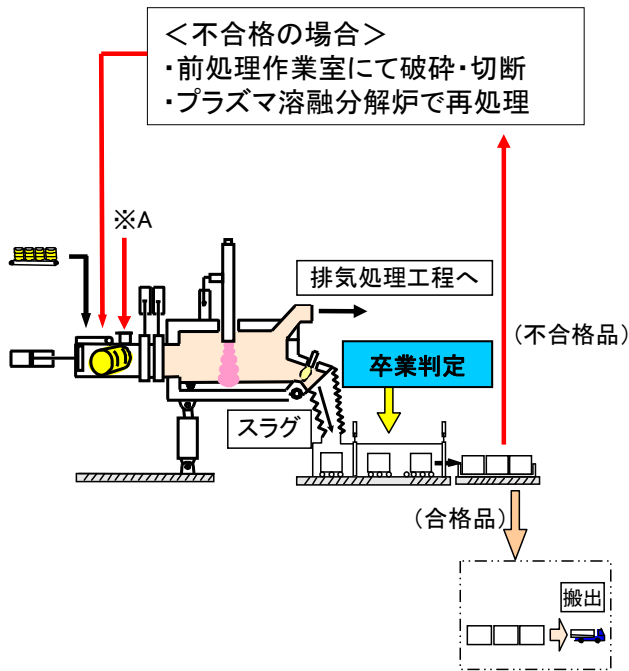 ＜不合格の場合＞
・前処理作業室にて破砕・切断
・プラズマ溶融分解炉で再処理
※A
排気処理工程へ
（不合格品）
卒業判定
スラグ
（合格品）
搬出